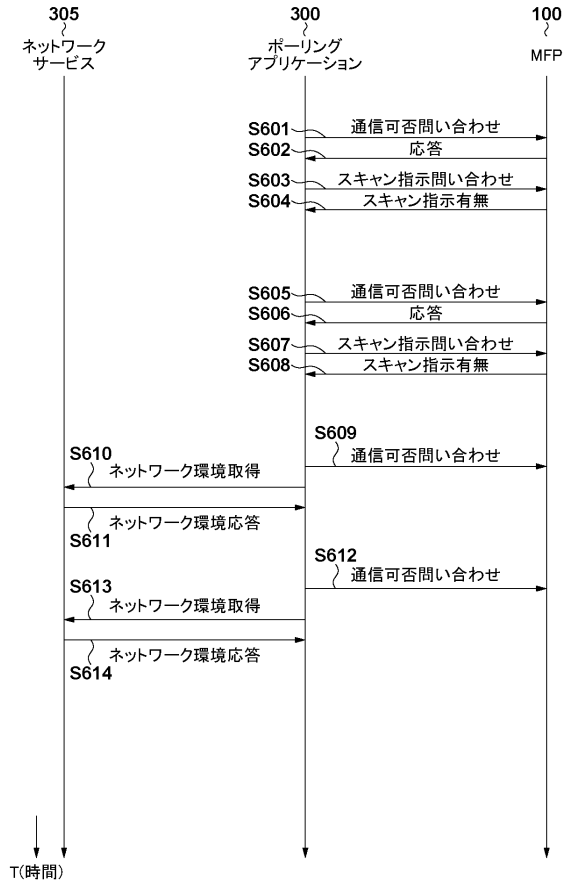 305
300
100
ネットワーク
サービス
ポーリング
アプリケーション
MFP
S601
通信可否問い合わせ
S602
応答
S603
スキャン指示問い合わせ
S604
スキャン指示有無
S605
通信可否問い合わせ
S606
応答
S607
スキャン指示問い合わせ
S608
スキャン指示有無
S609
通信可否問い合わせ
S610
ネットワーク環境取得
ネットワーク環境応答
S611
S612
通信可否問い合わせ
S613
ネットワーク環境取得
ネットワーク環境応答
S614
T(時間)